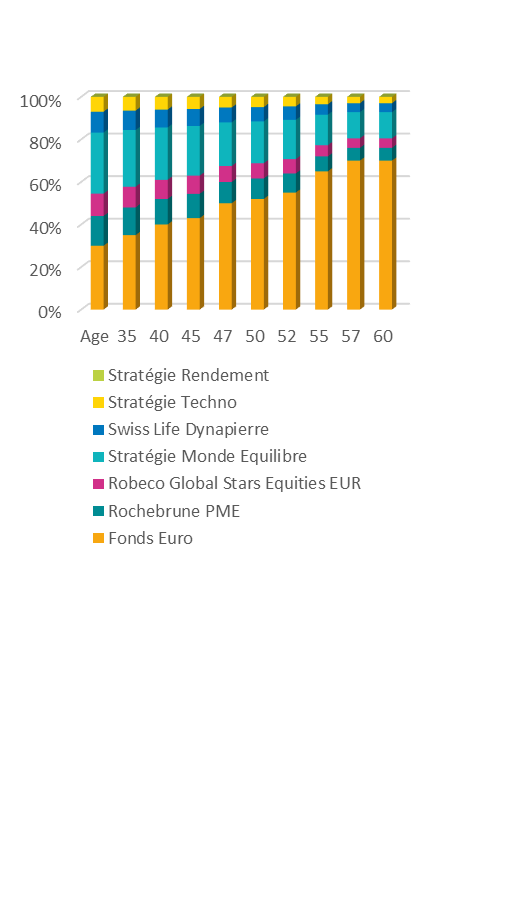 100%
80%
60%
40%
20%
0%
Age 35 40 45 47 50 52 55 57 60
Stratégie Rendement
Stratégie Techno
Swiss Life Dynapierre
Stratégie Monde Equilibre
Robeco Global Stars Equities EUR
Rochebrune PME
Fonds Euro